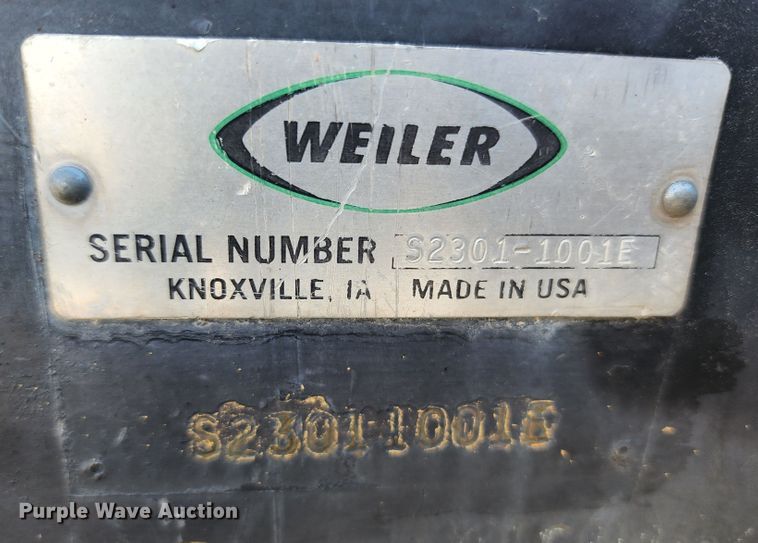 WEILER
SERIAL NUMBER S2301-1001E
KNOXVILLE, IA MADE IN USA
S2301-1001E
Purple Wave Auction